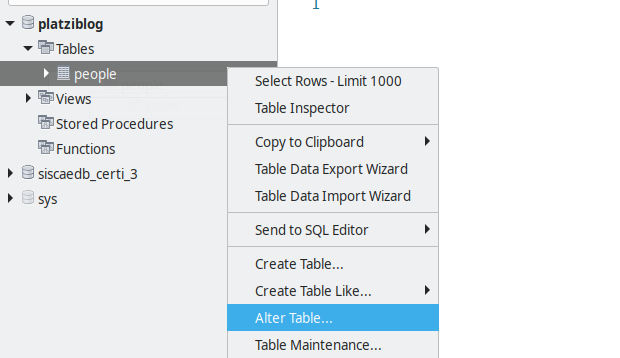 1
platziblog
Tables
people
Views
Stored Procedures
Functions
siscaedb_certi_3
sys
Select Rows - Limit 1000
Table Inspector
Copy to Clipboard
Table Data Export Wizard
Table Data Import Wizard
Send to SQL Editor
Create Table...
Create Table Like...
Alter Table...
Table Maintenance...